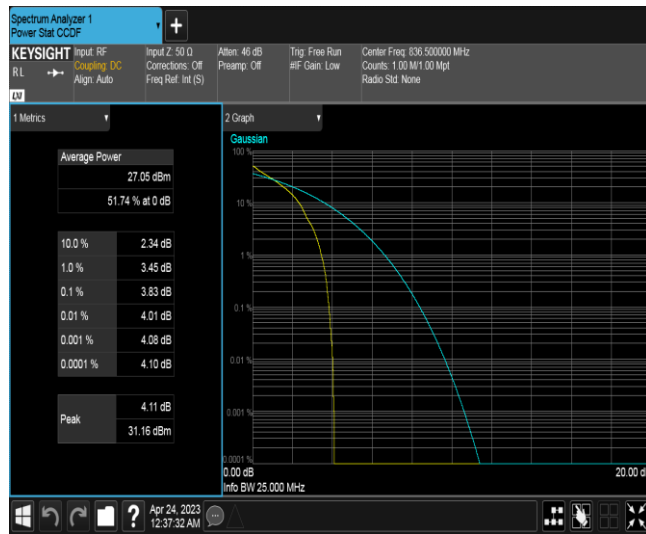 Spectrum Analyzer 1
Power Stat CCDF
+
KEYSIGHT
RL
LXI
Input: RF
Coupling: DC
Align: Auto
Input Z: 50 Ω
Corrections: Off
Freq Ref: Int (S)
Atten: 46 dB
Preamp: Off
Trig: Free Run
#IF Gain: Low
Center Freq: 836.500000 MHz
Counts: 1.00 M/1.00 Mpt
Radio Std: None
1 Metrics
Average Power
27.05 dBm
51.74 % at 0 dB
10.0 % 2.34 dB
1.0 % 3.45 dB
0.1 % 3.83 dB
0.01 % 4.01 dB
0.001 % 4.08 dB
0.0001 % 4.10 dB
Peak
4.11 dB
31.16 dBm
2 Graph
Gaussian
100 %
10 %
1 %
0.1 %
0.01 %
0.001 %
0.0001 %
0.00 dB
20.00 d
Info BW 25.000 MHz
?
Apr 24, 2023
12:37:32 AM